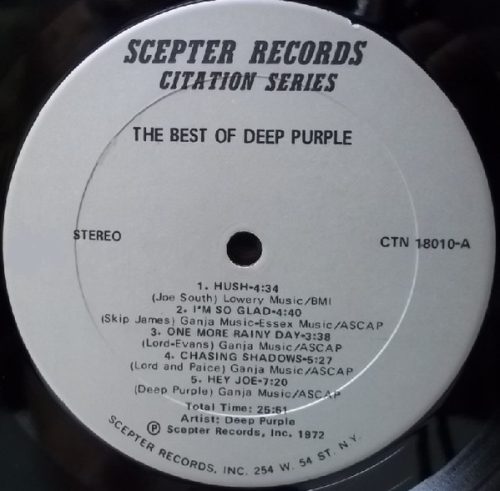 SCEPTER RECORDS
CITATION SERIES
THE BEST OF DEEP PURPLE
STEREO
CTN 18010-A
1. HUSH-4:34
(Joe South) Lowery Music/BMI
2. I'M SO GLAD-4:40
(Skip James) Ganja Music-Essex Music/ASCAP
3. ONE MORE RAINY DAY-3:38
(Lord-Evans) Ganja Music/ASCAP
4. CHASING SHADOWS-5:27
(Lord and Paice) Ganja Music/ASCAP
5. HEY JOE-7:20
(Deep Purple) Ganja Music/ASCAP
Total Time: 25:61
Artist: Deep Purple
Ⓟ Scepter Records, Inc. 1972
SCEPTER RECORDS, INC. 254 W. 54 ST. N.Y.